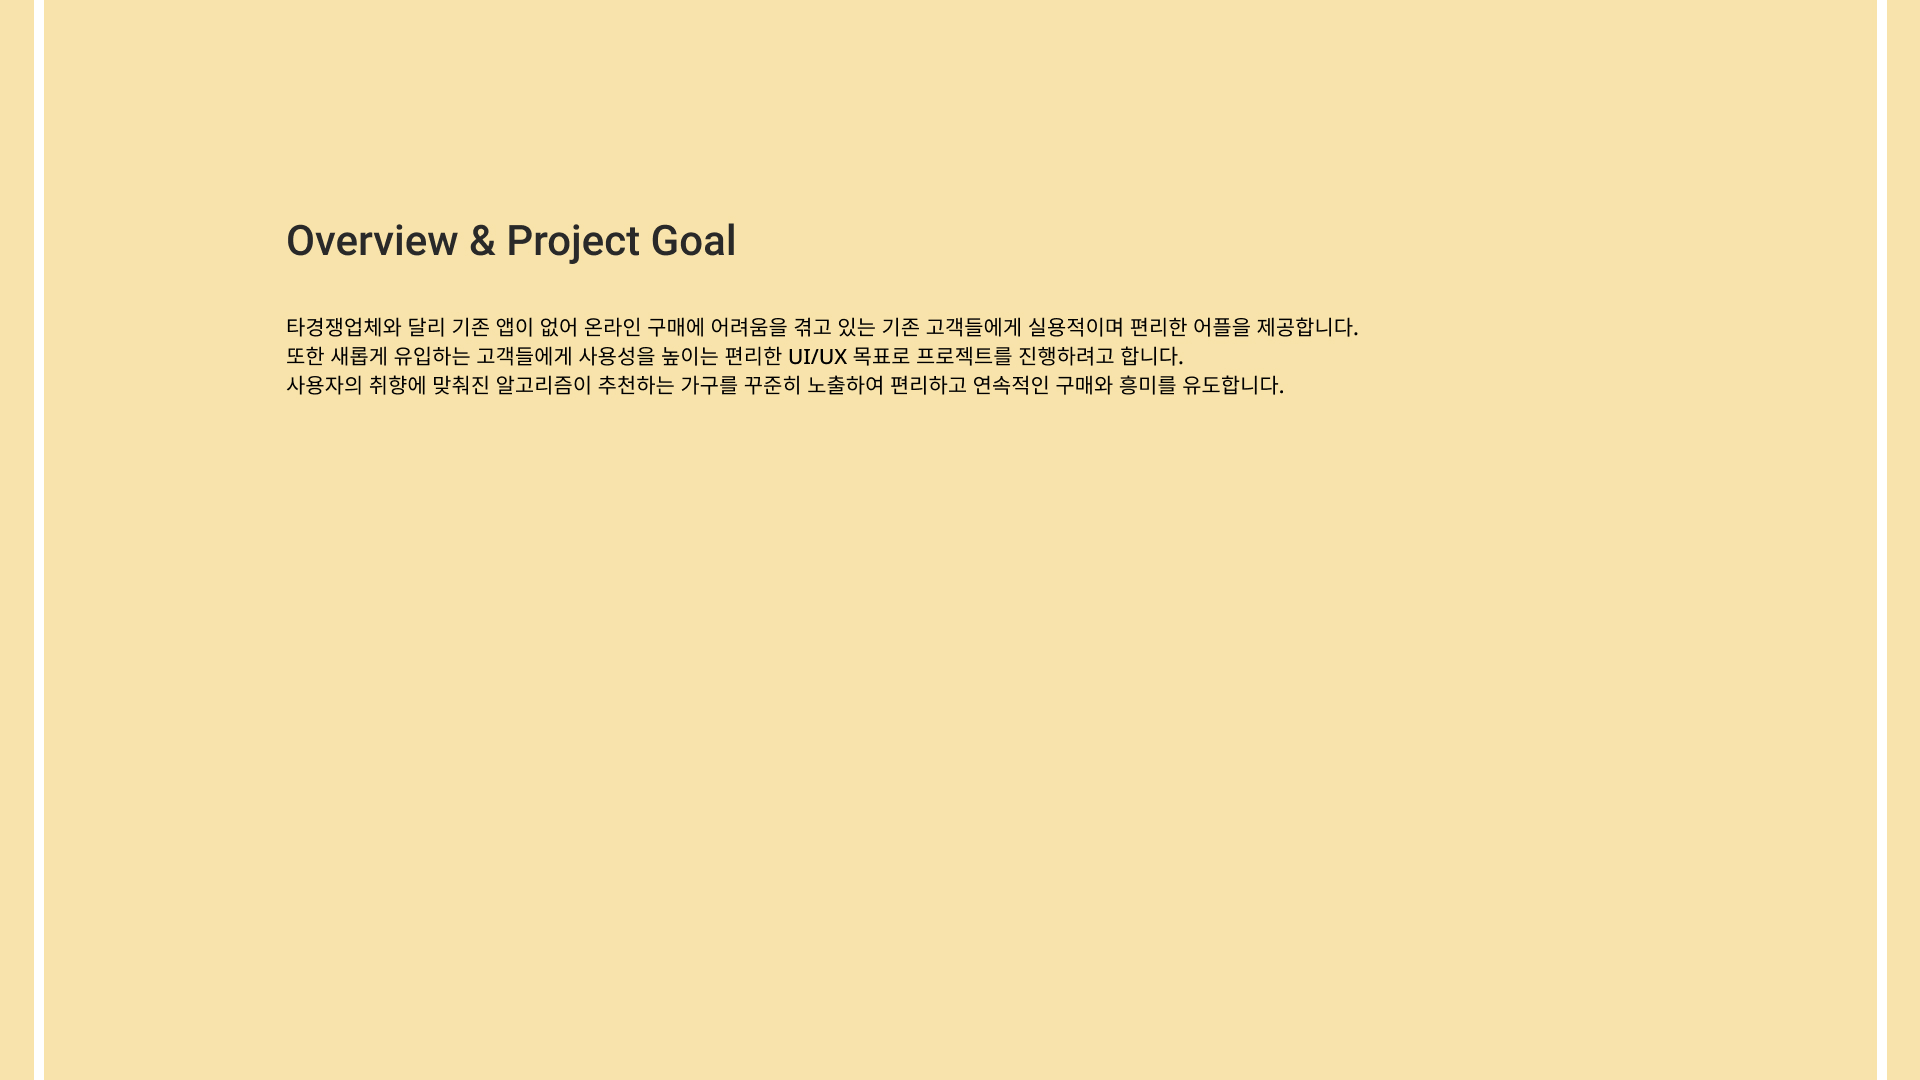 Overview & Project Goal
타경쟁업체와 달리 기존 앱이 없어 온라인 구매에 어려움을 겪고 있는 기존 고객들에게 실용적이며 편리한 어플을 제공합니다.
또한 새롭게 유입하는 고객들에게 사용성을 높이는 편리한 UI/UX 목표로 프로젝트를 진행하려고 합니다.
사용자의 취향에 맞춰진 알고리즘이 추천하는 가구를 꾸준히 노출하여 편리하고 연속적인 구매와 흥미를 유도합니다.